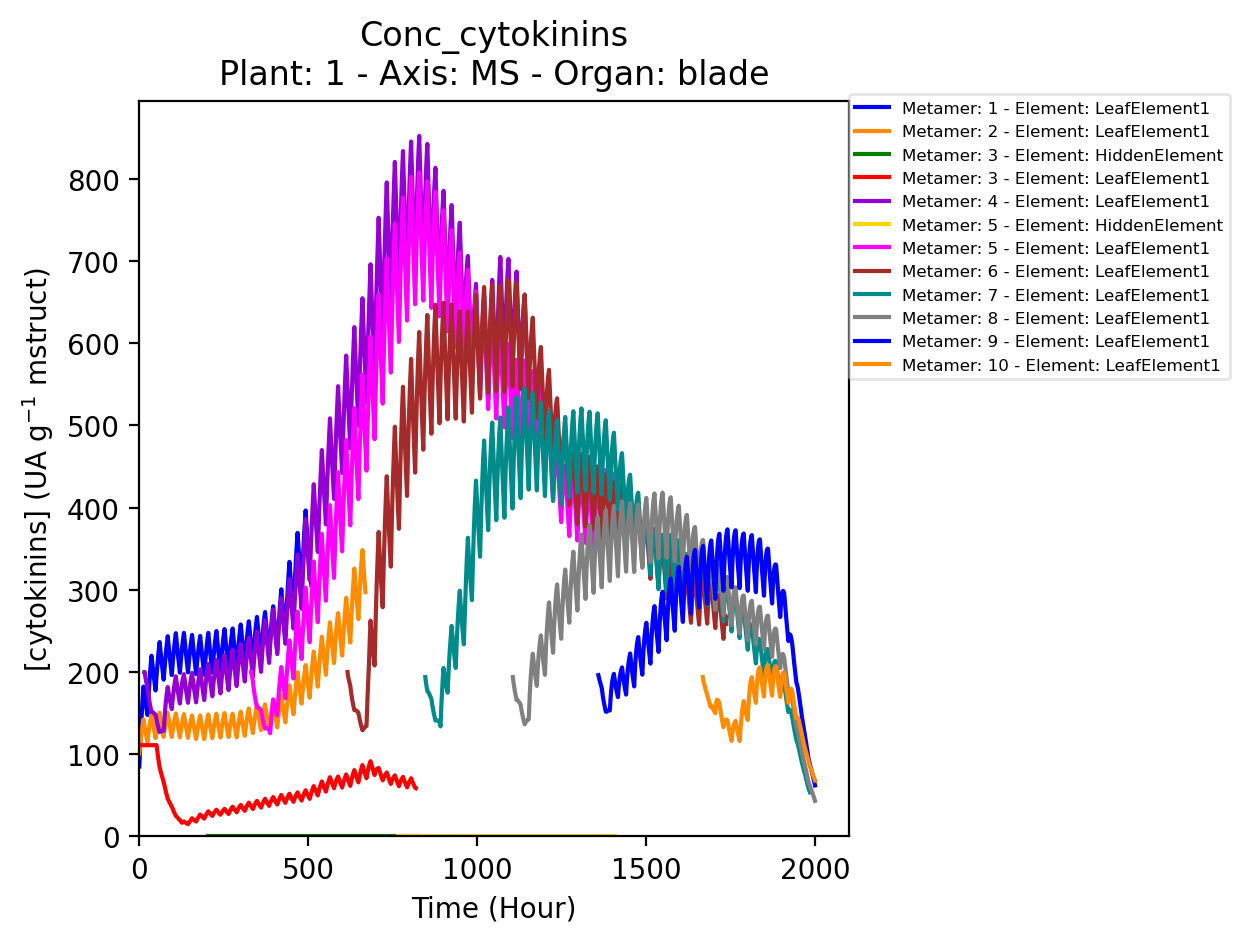 Conc_cytokinins
Plant: 1 - Axis: MS - Organ: blade
[cytokinins] (UA g⁻¹ mstruct)
800
700
600
500
400
300
200
100
0
0 500 1000 1500 2000
Time (Hour)
Metamer: 1 - Element: LeafElement1
Metamer: 2 - Element: LeafElement1
Metamer: 3 - Element: HiddenElement
Metamer: 3 - Element: LeafElement1
Metamer: 4 - Element: LeafElement1
Metamer: 5 - Element: HiddenElement
Metamer: 5 - Element: LeafElement1
Metamer: 6 - Element: LeafElement1
Metamer: 7 - Element: LeafElement1
Metamer: 8 - Element: LeafElement1
Metamer: 9 - Element: LeafElement1
Metamer: 10 - Element: LeafElement1